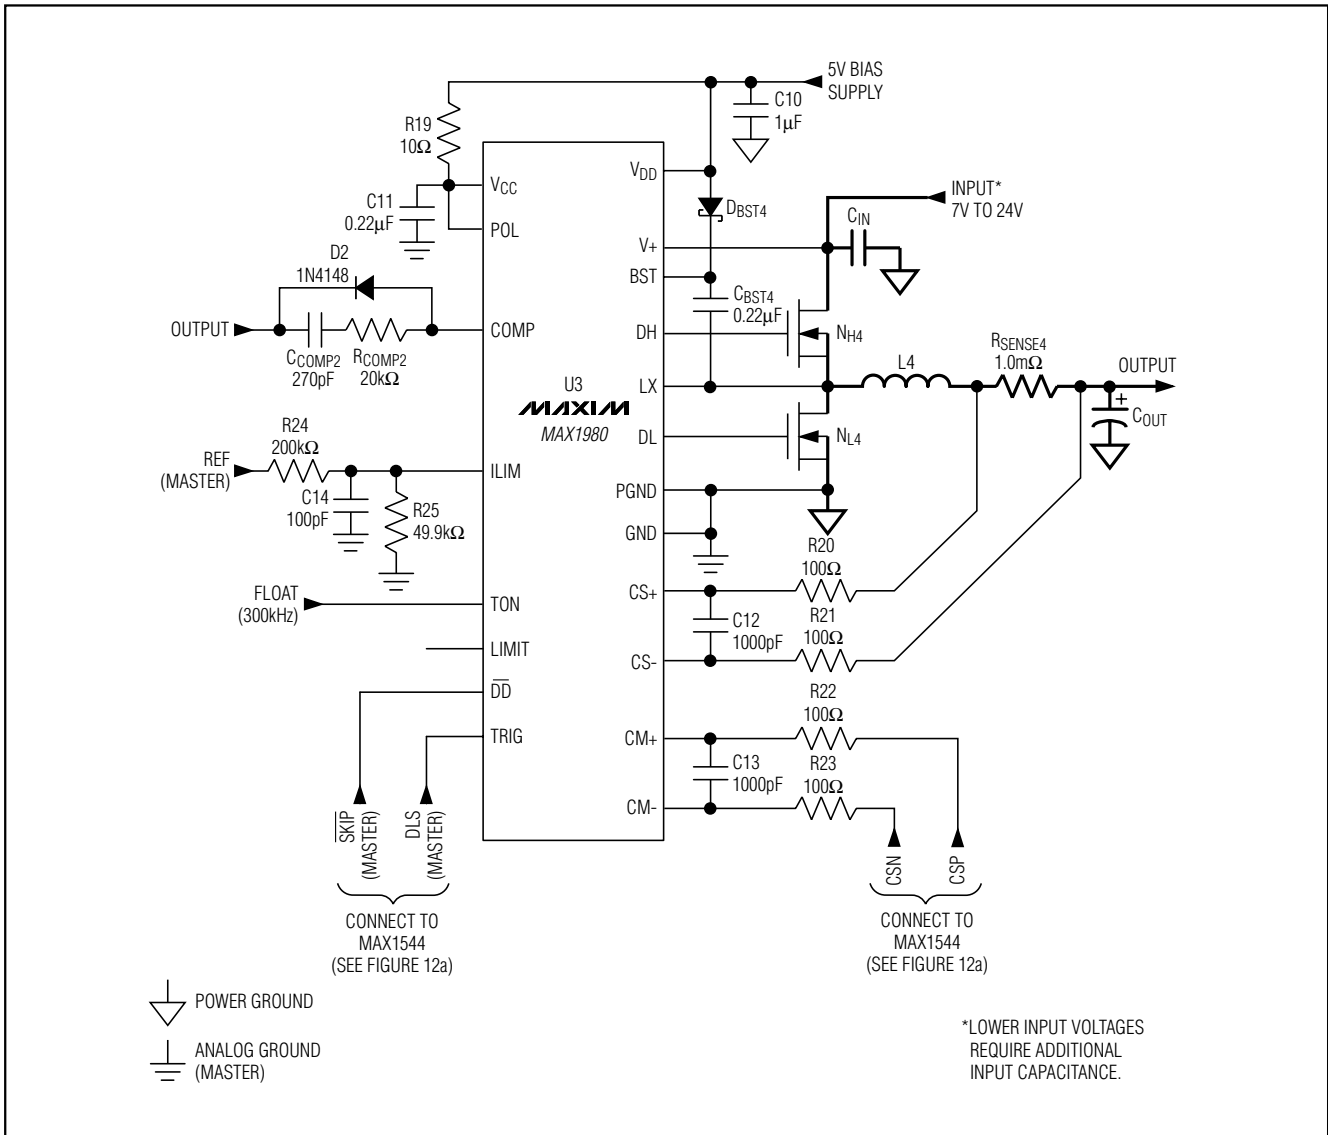 5V BIAS
SUPPLY
C10
1µF
R19
10Ω
VDD
VCC
C11
0.22µF
POL
DBST4
INPUT*
7V TO 24V
CIN
V+
BST
D2
1N4148
CBST4
0.22µF
OUTPUT
COMP
DH
NH4
CCOMP2
270pF
RCOMP2
20kΩ
RSENSE4
1.0mΩ
L4
OUTPUT
LX
U3
MAXIM
MAX1980
+
COUT
DL
NL4
R24
200kΩ
REF
(MASTER)
ILIM
C14
100pF
R25
49.9kΩ
PGND
GND
R20
100Ω
CS+
FLOAT
(300kHz)
TON
C12
1000pF
R21
100Ω
LIMIT
CS-
DD
R22
100Ω
TRIG
CM+
C13
1000pF
R23
100Ω
CM-
SKIP
(MASTER)
DLS
(MASTER)
CSN
CSP
CONNECT TO
MAX1544
(SEE FIGURE 12a)
CONNECT TO
MAX1544
(SEE FIGURE 12a)
POWER GROUND
ANALOG GROUND
(MASTER)
*LOWER INPUT VOLTAGES
REQUIRE ADDITIONAL
INPUT CAPACITANCE.